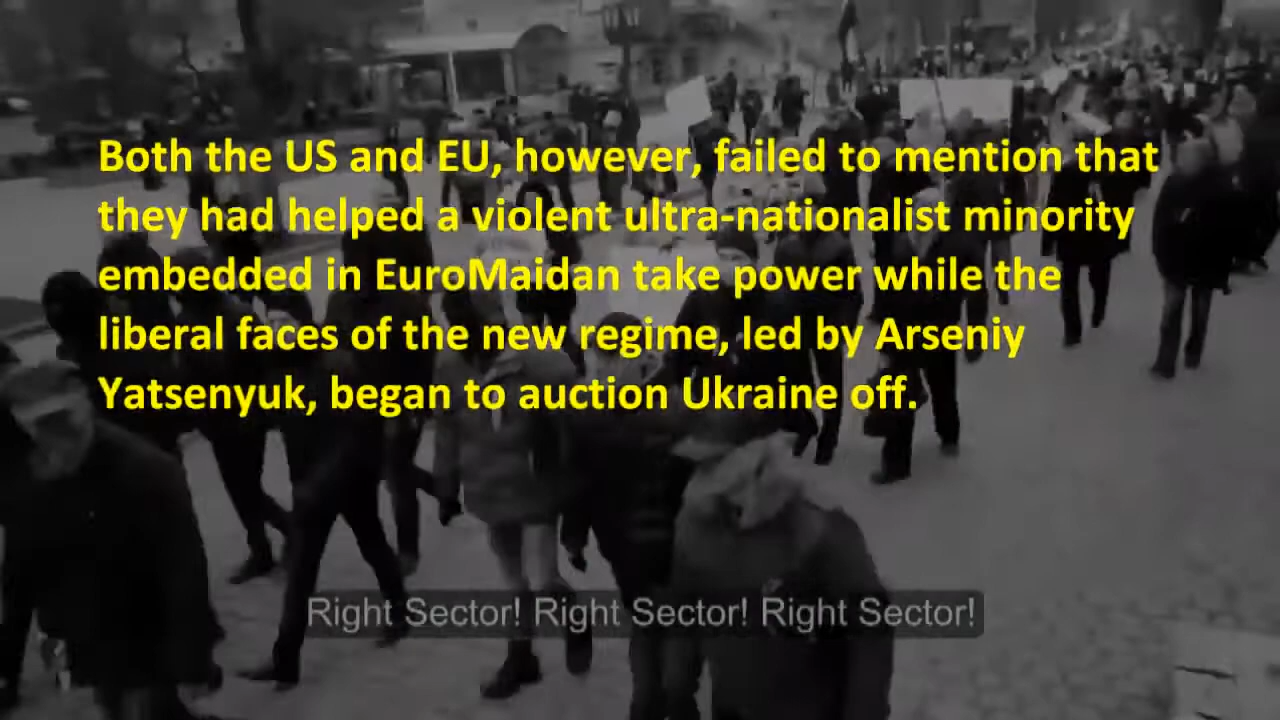 Both the US and EU, however, failed to mention that
they had helped a violent ultra-nationalist minority
embedded in EuroMaidan take power while the
liberal faces of the new regime, led by Arseniy
Yatsenyuk, began to auction Ukraine off.
Right Sector! Right Sector! Right Sector!